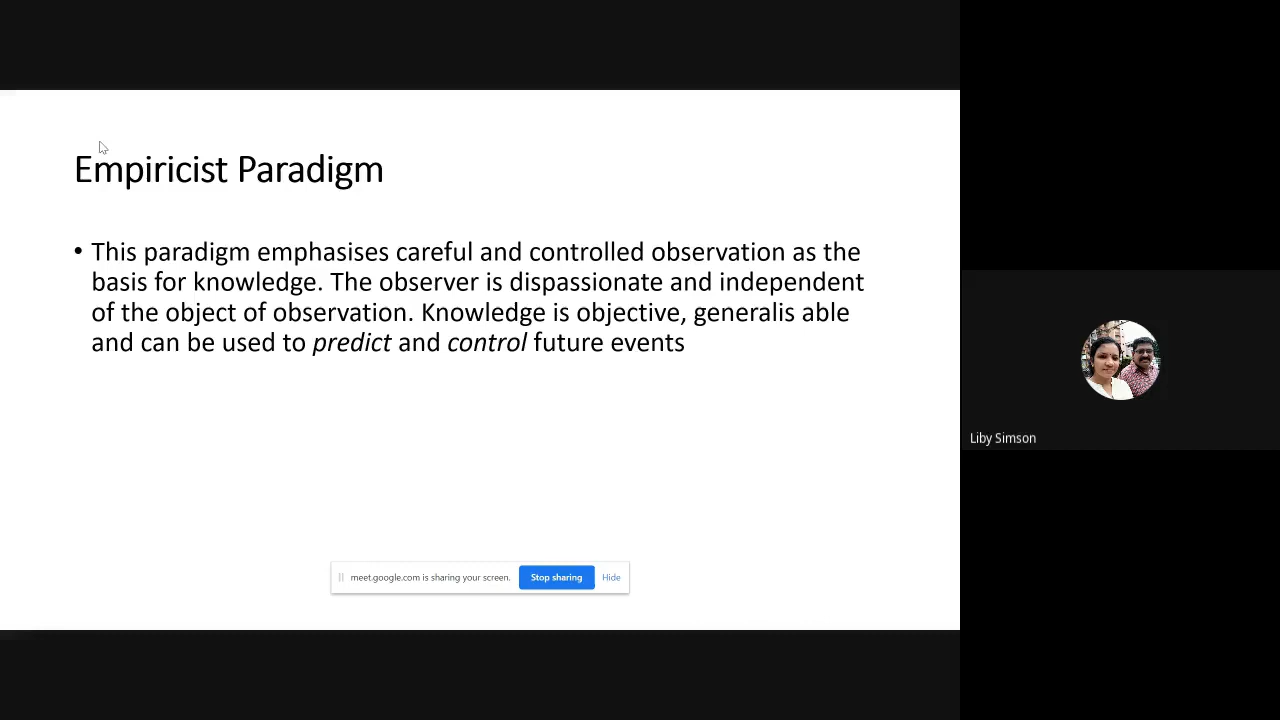 Empiricist Paradigm
• This paradigm emphasises careful and controlled observation as the
basis for knowledge. The observer is dispassionate and independent
of the object of observation. Knowledge is objective, generalis able
and can be used to predict and control future events
meet.google.com is sharing your screen. Stop sharing Hide
Liby Simson